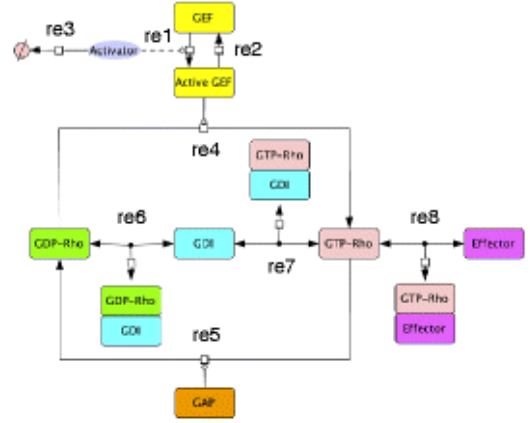 GEF
re3
re1
re2
Activator
Active GEF
re4
GTP-Rho
GDI
re6
re8
GDP-Rho
GDI
GTP-Rho
Effector
re7
GDP-Rho
GDI
GTP-Rho
Effector
re5
GAP